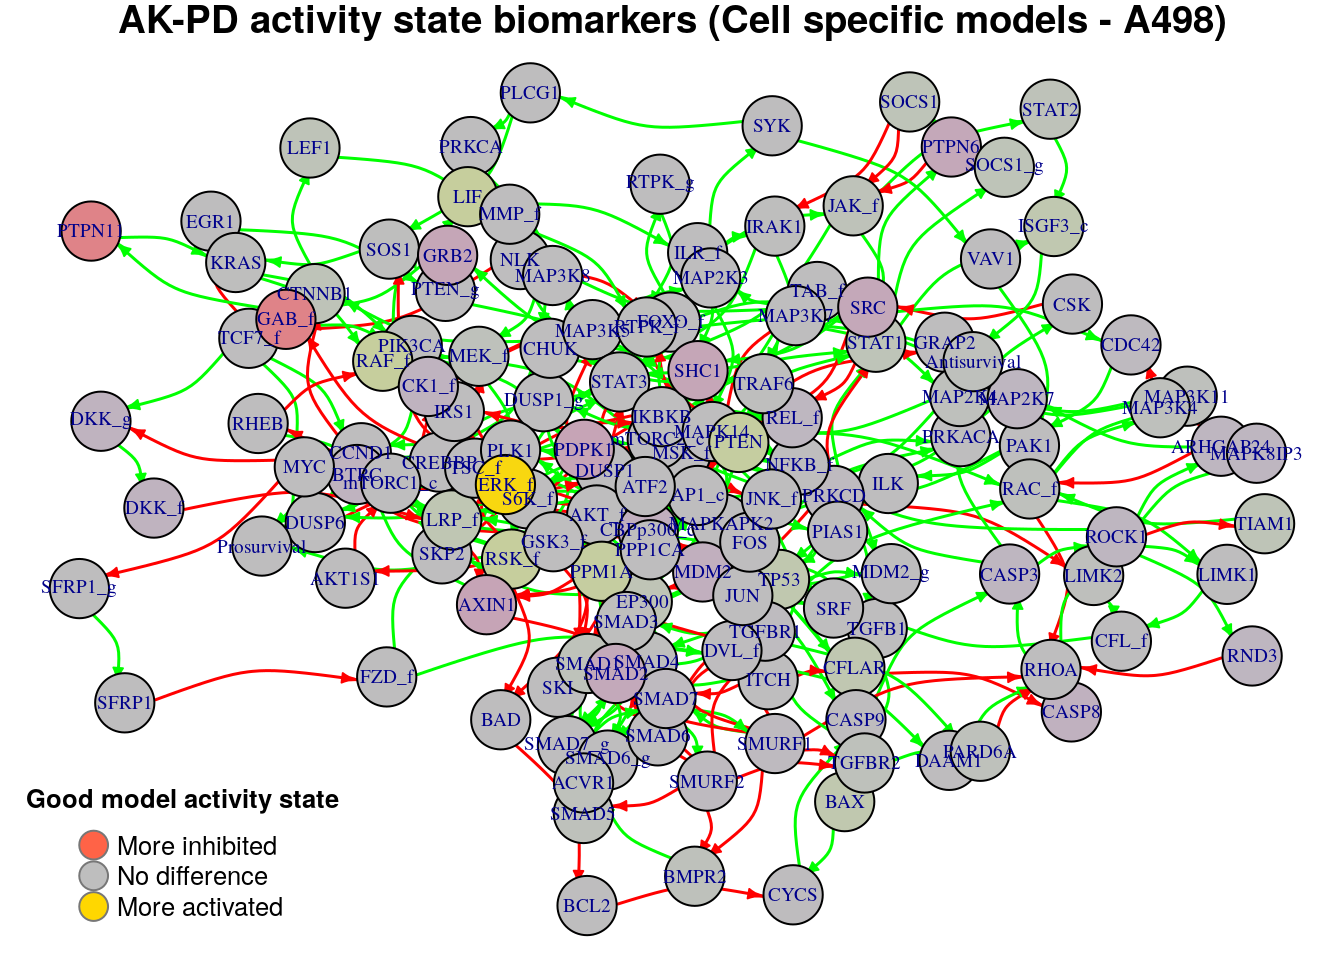 AK-PD activity state biomarkers (Cell specific models - A498)
PLCG1
SOCS1
STAT2
SYK
PRKCA
LEF1
PTPN6
SOCS1_g
RTPK_g
LIF
JAK_f
MMP_f
EGR1
IRAK1
ISGF3_c
PTPN1
SOS1
ILR_f
GRB2
NLK
VAV1
KRAS
MAP3K8
MAP2K3
PTEN_g
TAB_f
CTNNB1
CSK
SRC
GAB_f
MAP3K7
FOXO_f
RTPK_f
MAP3K5
TCF7_f
PIK3CA
STAT1
GRAP2
CDC42
CHUK
MEK_f
RAF_f
Antisurvival
SHC1
STAT3
TRAF6
CK1_f
MAP2K4
MAP2K7
MAP3K11
DUSP1_g
MAP3K4
IRS1
DKK_g
IKBKB
REL_f
RHEB
MAPK14
PRKACA
mTORC2_c
PTEN
PAK1
ARHGAP24
PDPK1
PLK1
CCND1
MSK_f
MAPK8IP3
CREBBP
TSC_f
NFKB_f
MYC
DUSP1
BTRC
mTORC1_c
ERK_f
ILK
ATF2
RAC_f
AP1_c
JNK_f
PRKCD
S6K_f
DKK_f
AKT_f
LRP_f
DUSP6
MAPKAPK2
TIAM1
CBPp300_c
PIAS1
ROCK1
GSK3_f
FOS
Prosurvival
PPP1CA
SKP2
RSK_f
PPM1A
MDM2
MDM2_g
CASP3
LIMK2
LIMK1
AKT1S1
TP53
SFRP1_g
JUN
AXIN1
EP300
SRF
SMAD3
TGFBR1
TGFB1
CFL_f
DVL_f
RND3
SMAD1
SMAD4
CFLAR
RHOA
SMAD2
FZD_f
ITCH
SKI
SMAD7
SFRP1
CASP8
BAD
CASP9
SMAD6
SMAD7_g
SMURF1
PARD6A
SMAD6_g
DAAM1
TGFBR2
ACVR1
SMURF2
BAX
SMAD5
BMPR2
CYCS
BCL2
Good model activity state
More inhibited
No difference
More activated